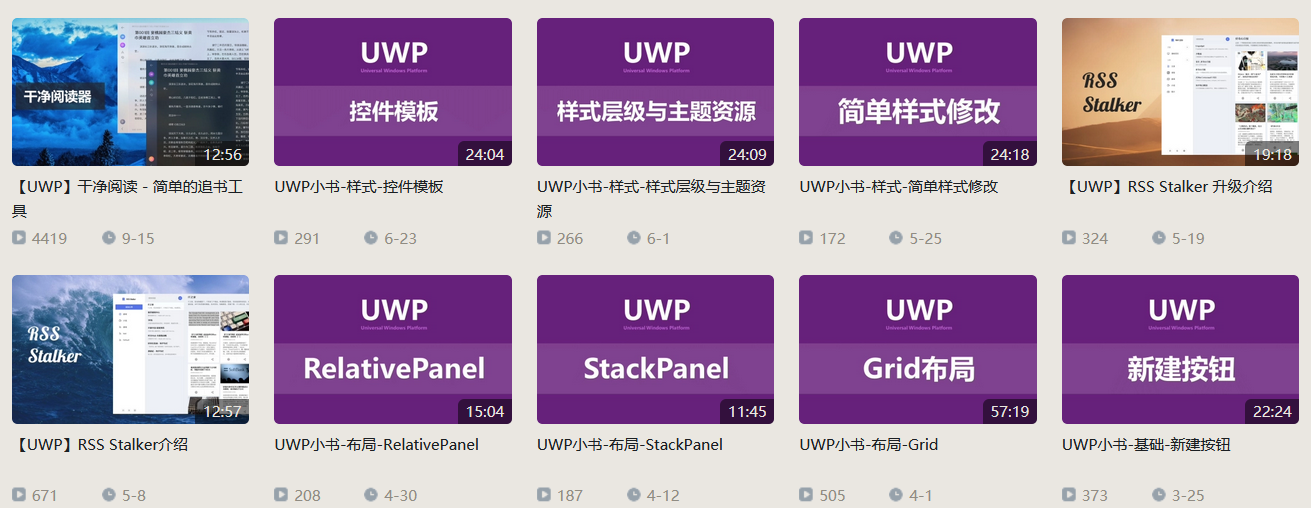 干净阅读器
12:56
UWP
Universal Windows Platform
控件模板
24:04
UWP
Universal Windows Platform
样式层级与主题资源
24:09
UWP
Universal Windows Platform
简单样式修改
24:18
RSS
Stalker
19:18
【UWP】干净阅读 - 简单的追书工
具
UWP小书-样式-控件模板
UWP小书-样式-样式层级与主题资
源
UWP小书-样式-简单样式修改
【UWP】RSS Stalker 升级介绍
4419
9-15
291
6-23
266
6-1
172
5-25
324
5-19
RSS
Stalker
12:57
UWP
Universal Windows Platform
RelativePanel
15:04
UWP
Universal Windows Platform
StackPanel
11:45
UWP
Universal Windows Platform
Grid布局
57:19
UWP
Universal Windows Platform
新建按钮
22:24
【UWP】RSS Stalker介绍
UWP小书-布局-RelativePanel
UWP小书-布局-StackPanel
UWP小书-布局-Grid
UWP小书-基础-新建按钮
671
5-8
208
4-30
187
4-12
505
4-1
373
3-25